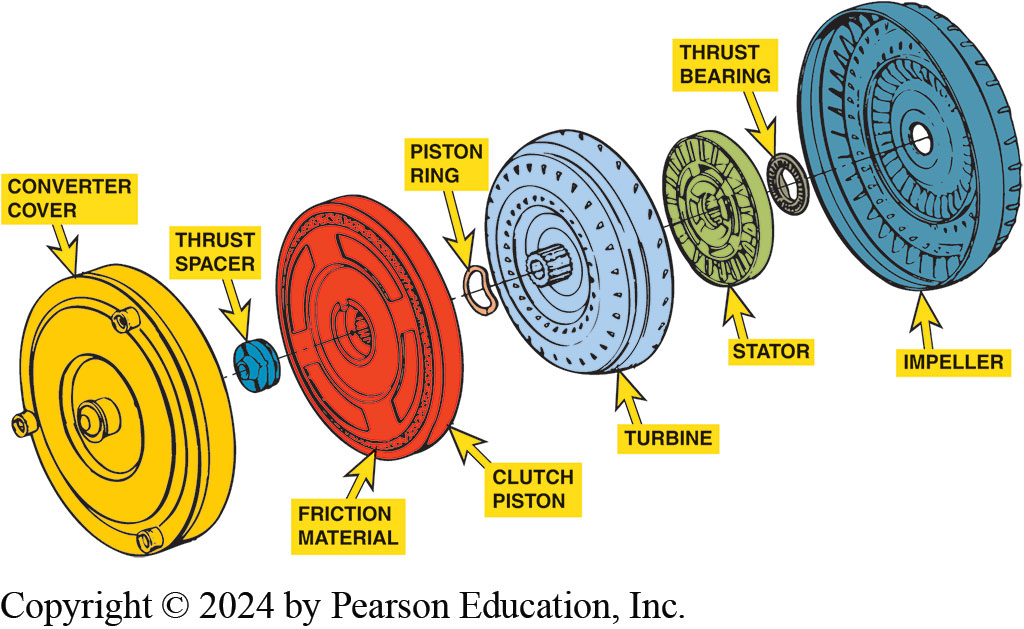 THRUST
BEARING
PISTON
RING
CONVERTER
COVER
THRUST
SPACER
STATOR
IMPELLER
TURBINE
CLUTCH
PISTON
FRICTION
MATERIAL
Copyright © 2024 by Pearson Education, Inc.